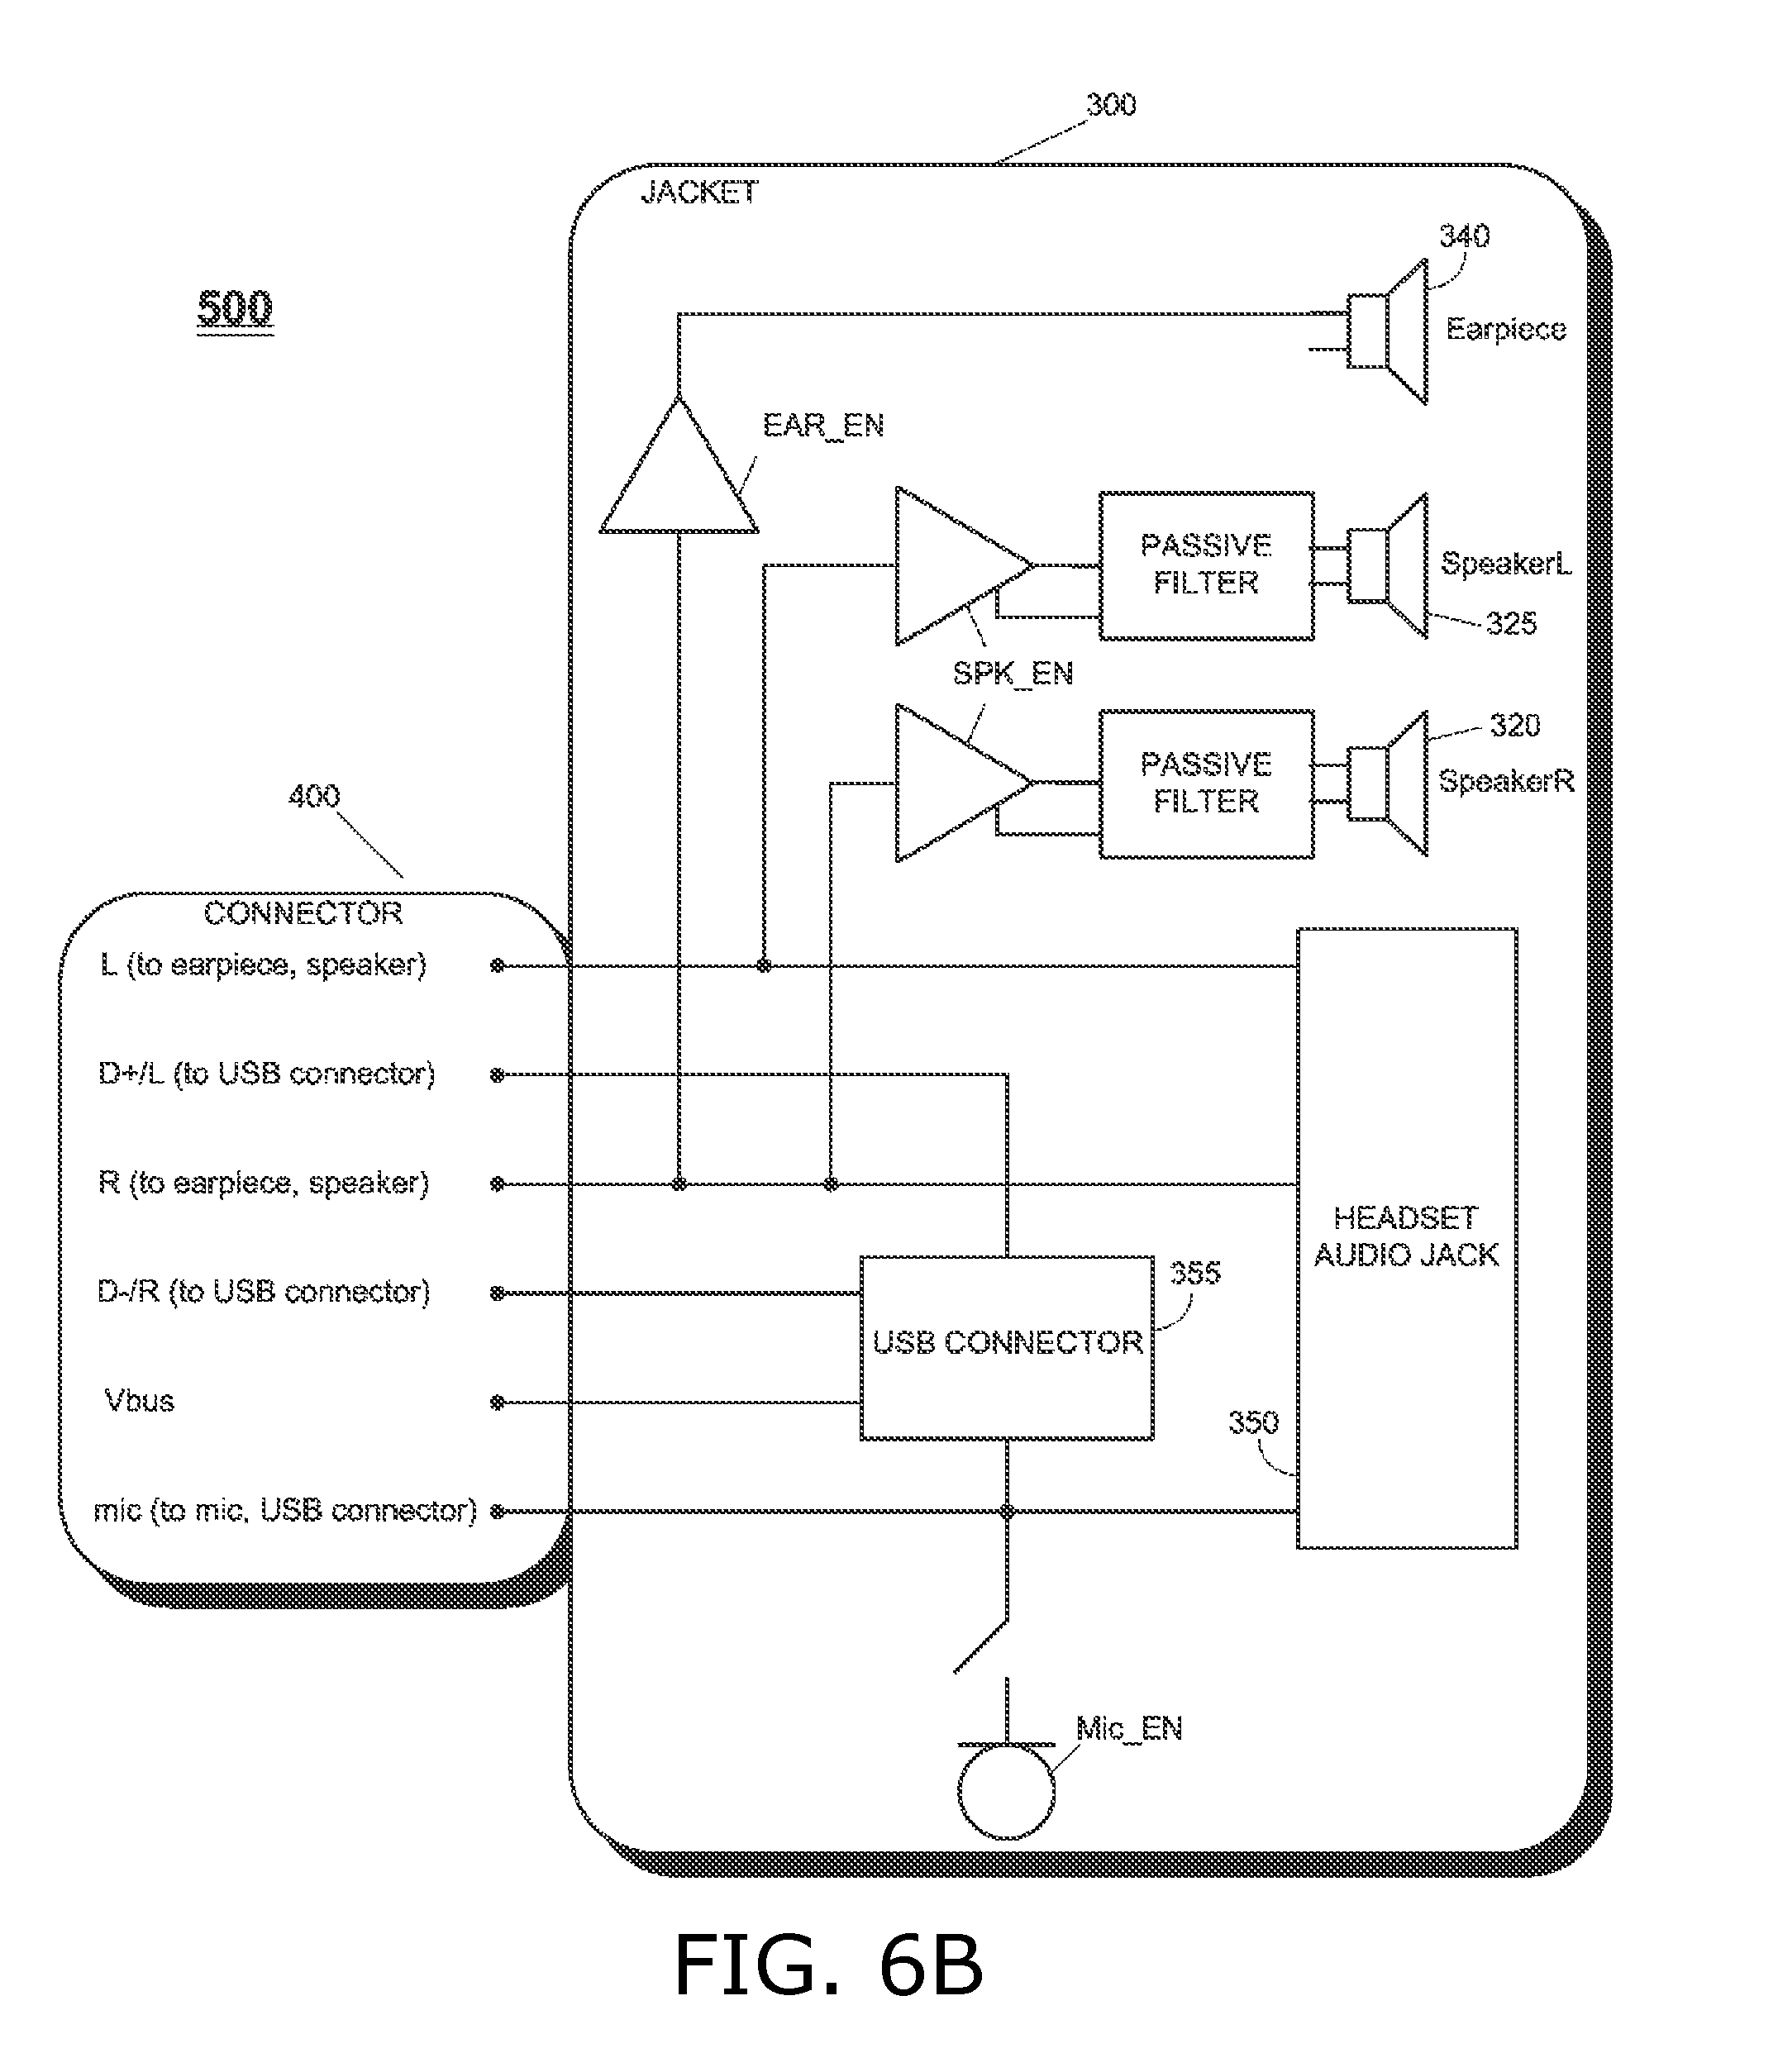 300
JACKET
340
500
Earpiece
EAR_EN
PASSIVE
FILTER
SpeakerL
325
SPK_EN
320
PASSIVE
FILTER
SpeakerR
400
CONNECTOR
L (to earpiece, speaker)
D+/L (to USB connector)
R (to earpiece, speaker)
HEADSET
AUDIO JACK
D-/R (to USB connector)
355
USB CONNECTOR
Vbus
350
mic (to mic, USB connector)
Mic_EN
FIG. 6B